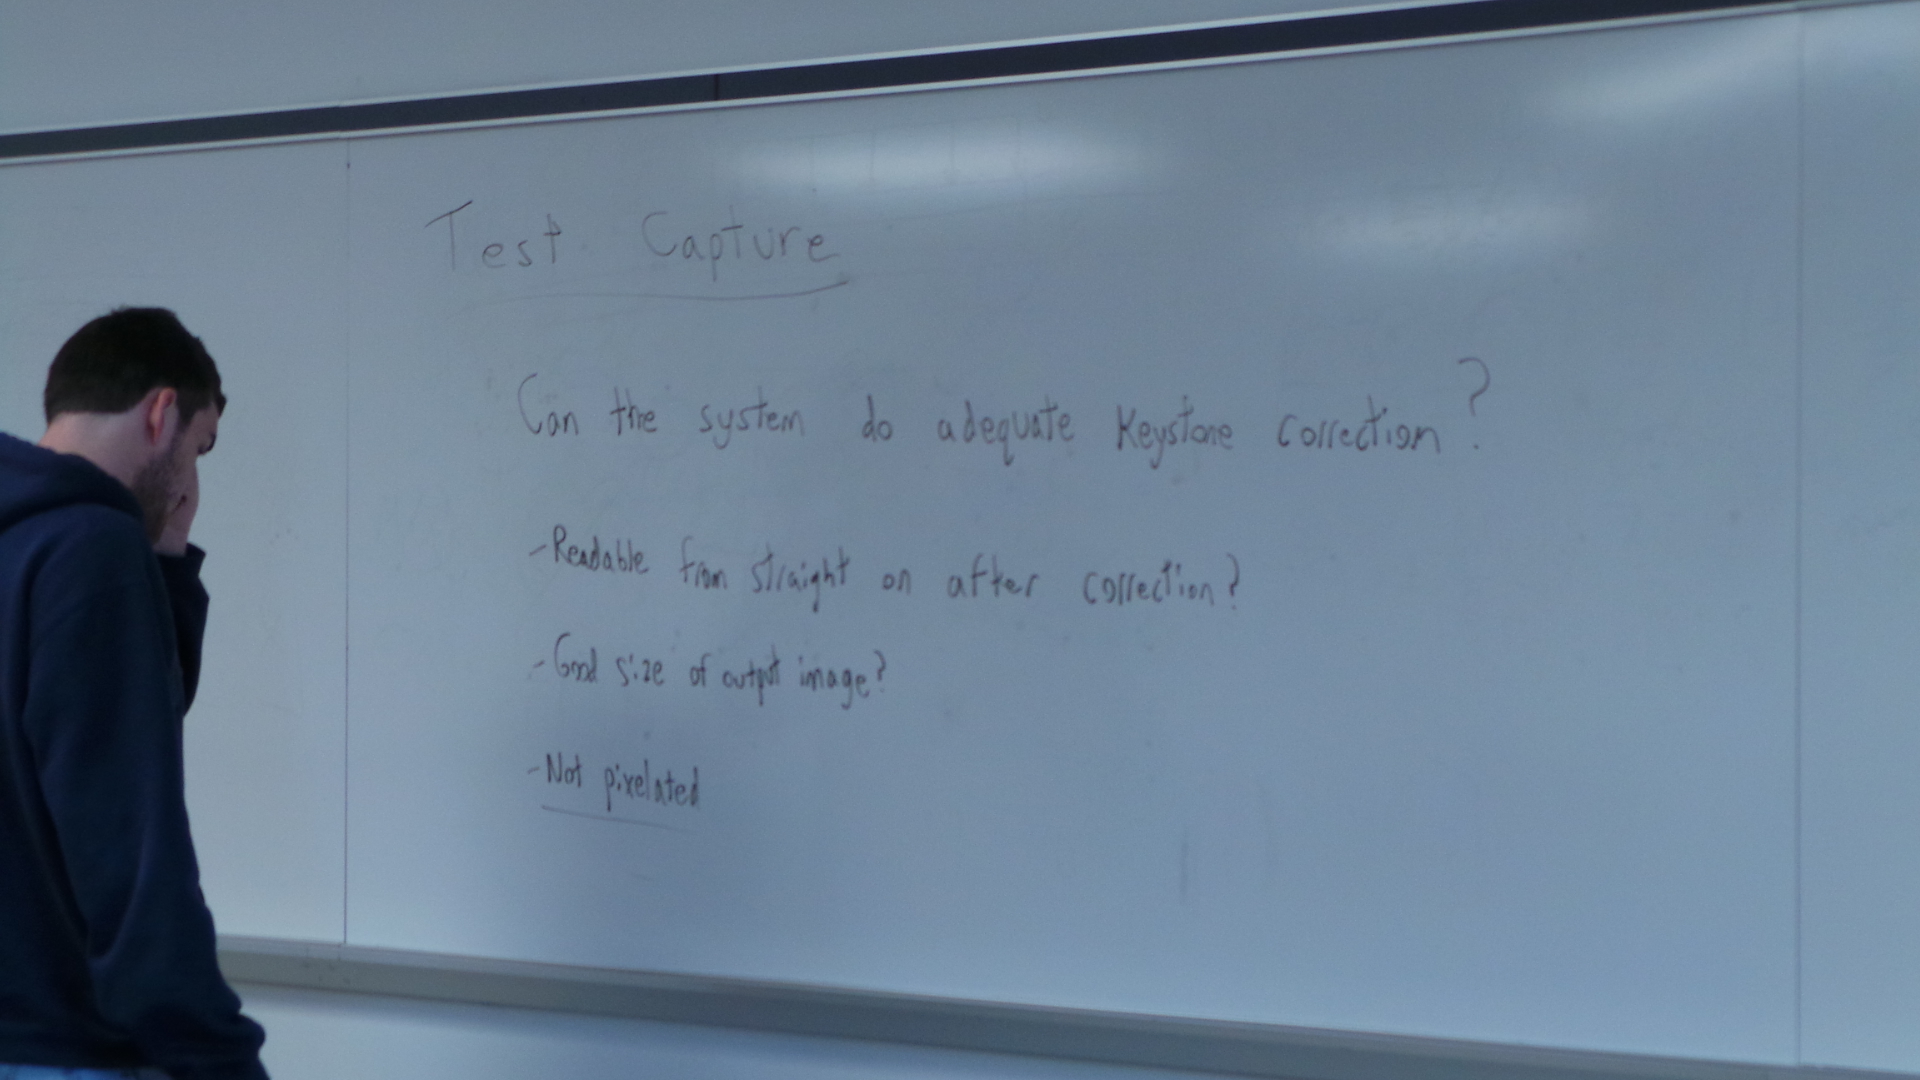 Test Capture
Can the system do adequate Keystone correction?
-Readable from straight on after correction?
-Good size of output image?
-Not pixelated